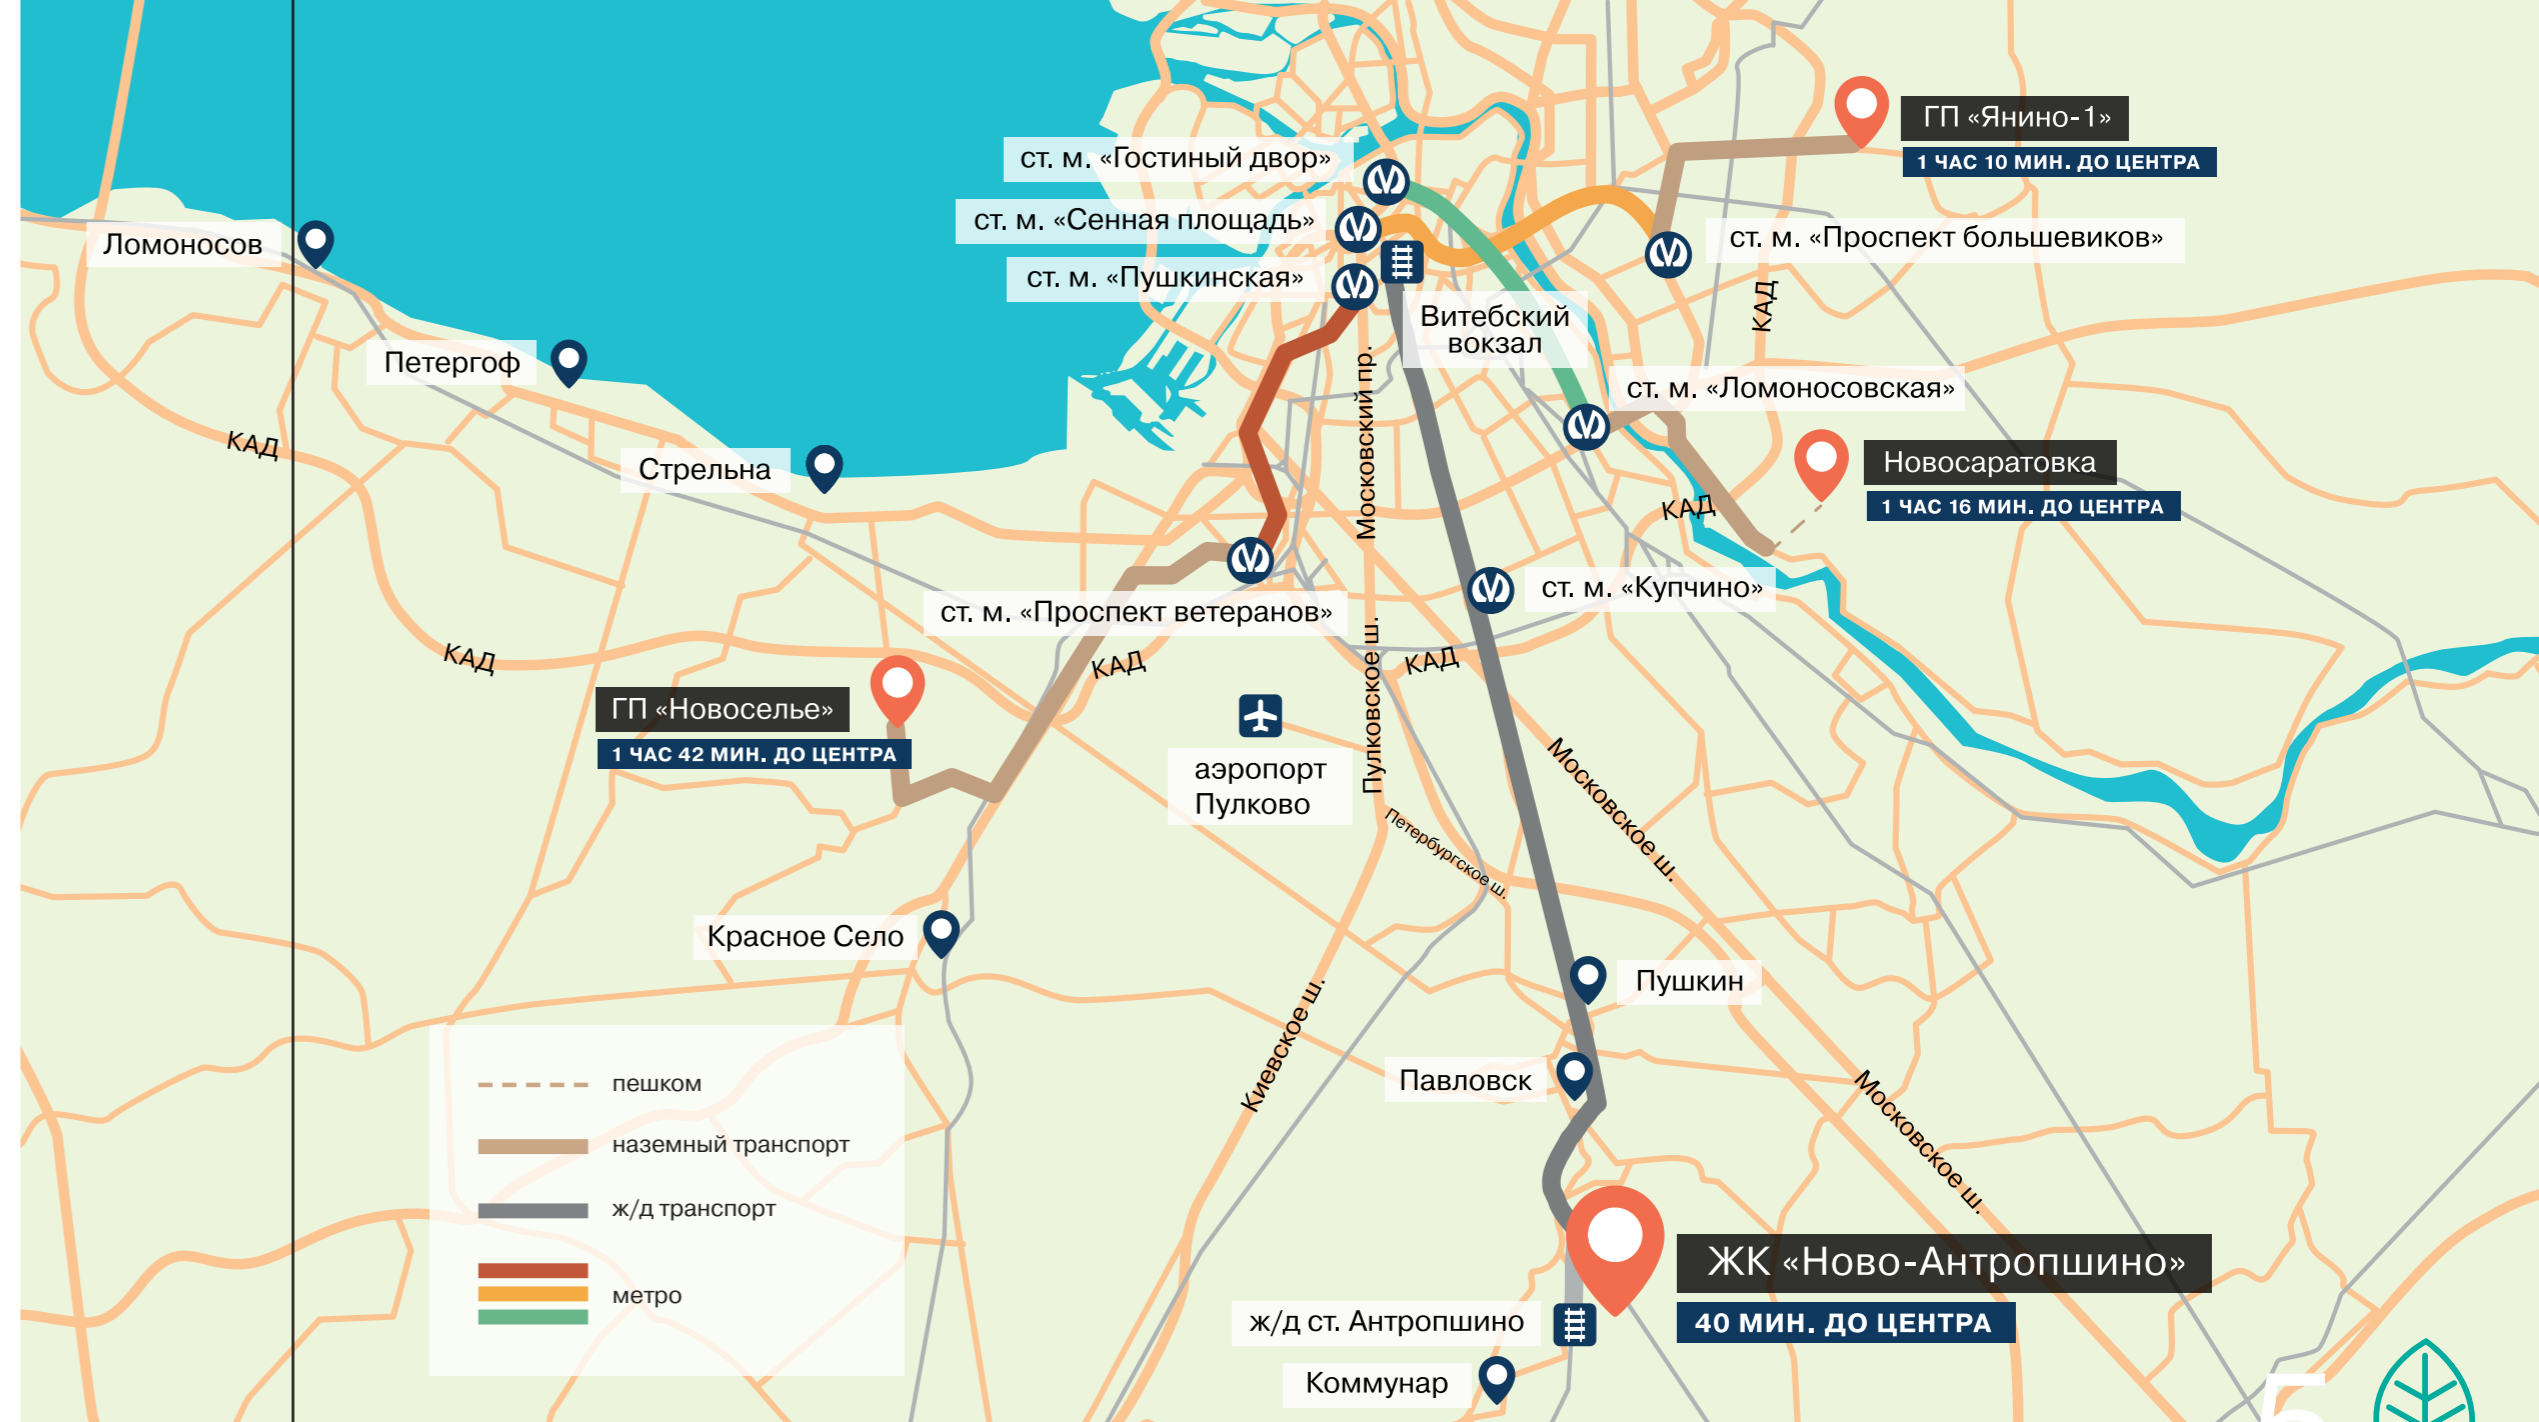 ГП «Янино-1»
1 ЧАС 10 МИН. ДО ЦЕНТРА
ст. м. «Гостиный двор»
ст. м. «Сенная площадь»
ст. м. «Проспект большевиков»
Ломоносов
ст. м. «Пушкинская»
КАД
Витебский
вокзал
Петергоф
Московский пр.
ст. м. «Ломоносовская»
КАД
Стрельна
Новосаратовка
1 ЧАС 16 МИН. ДО ЦЕНТРА
КАД
ст. м. «Купчино»
ст. м. «Проспект ветеранов»
КАД
КАД
КАД
Пулковское ш.
ГП «Новоселье»
1 ЧАС 42 МИН. ДО ЦЕНТРА
аэропорт
Пулково
Московское ш.
Петербургское ш.
Красное Село
Пушкин
Киевское ш.
Павловск
Московское ш.
пешком
наземный транспорт
ж/д транспорт
метро
ЖК «Ново-Антропшино»
40 МИН. ДО ЦЕНТРА
ж/д ст. Антропшино
Коммунар
5